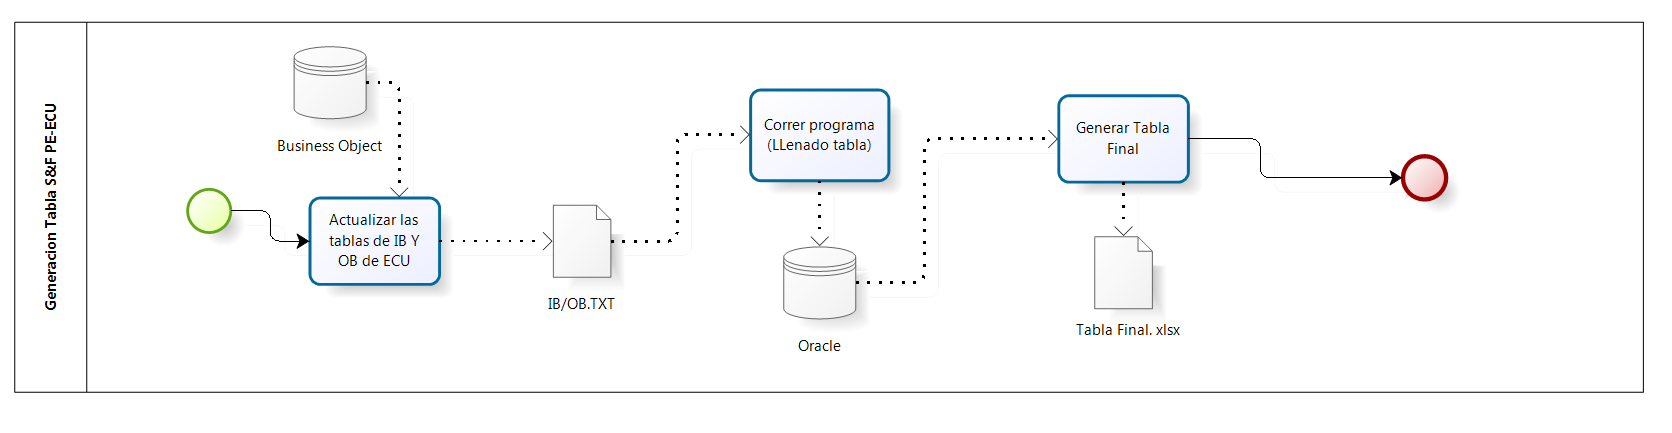 Generacion Tabla S&F PE-ECU
Business Object
Actualizar las
tablas de IB Y
OB de ECU
IB/OB.TXT
Correr programa
(LLenado tabla)
Oracle
Generar Tabla
Final
Tabla Final. xlsx